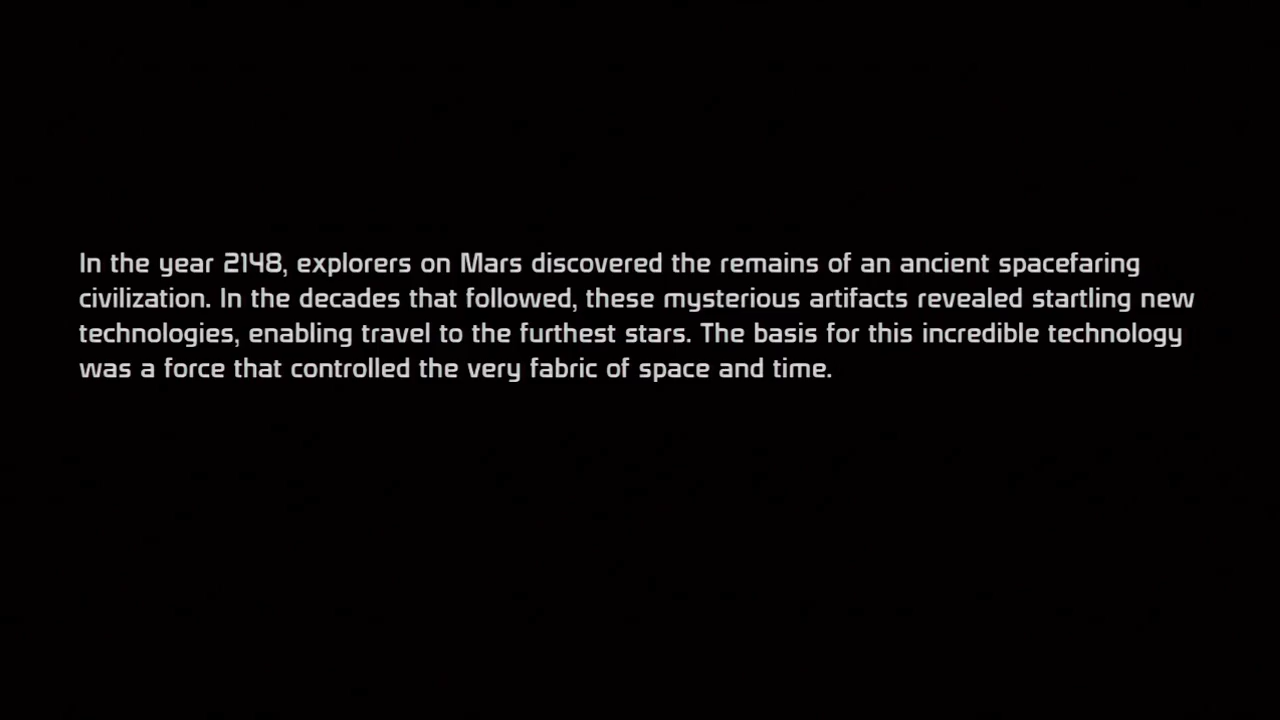 In the year 2148, explorers on Mars discovered the remains of an ancient spacefaring
civilization. In the decades that followed, these mysterious artifacts revealed startling new
technologies, enabling travel to the furthest stars. The basis for this incredible technology
was a force that controlled the very fabric of space and time.